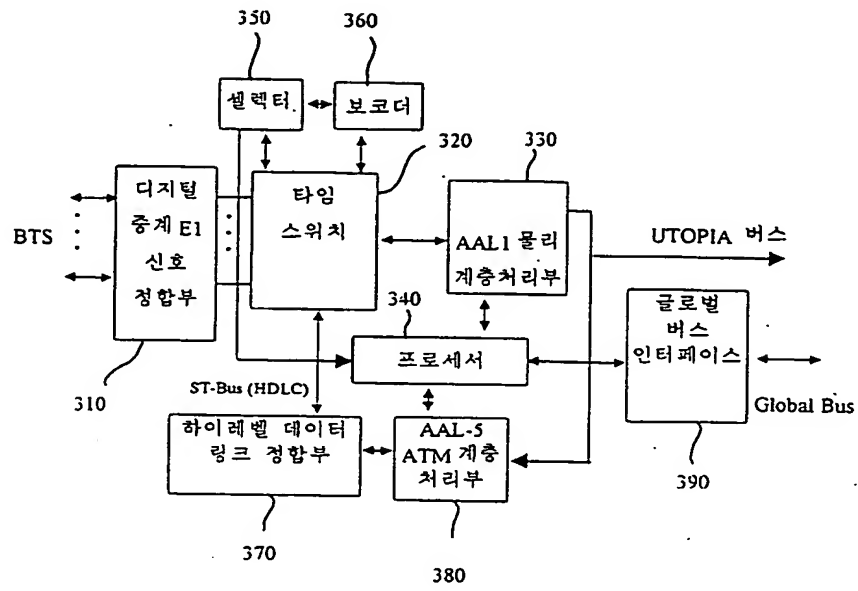 350
360
셀렉터
보코더
320
330
디지털
중계 E1
신호
정합부
타임
스위치
AAL1 물리
계층처리부
BTS
UTOPIA 버스
340
프로세서
글로벌
버스
인터페이스
310
ST-Bus (HDLC)
Global Bus
하이레벨 데이터
링크 정합부
AAL-5
ATM 계층
처리부
390
370
380